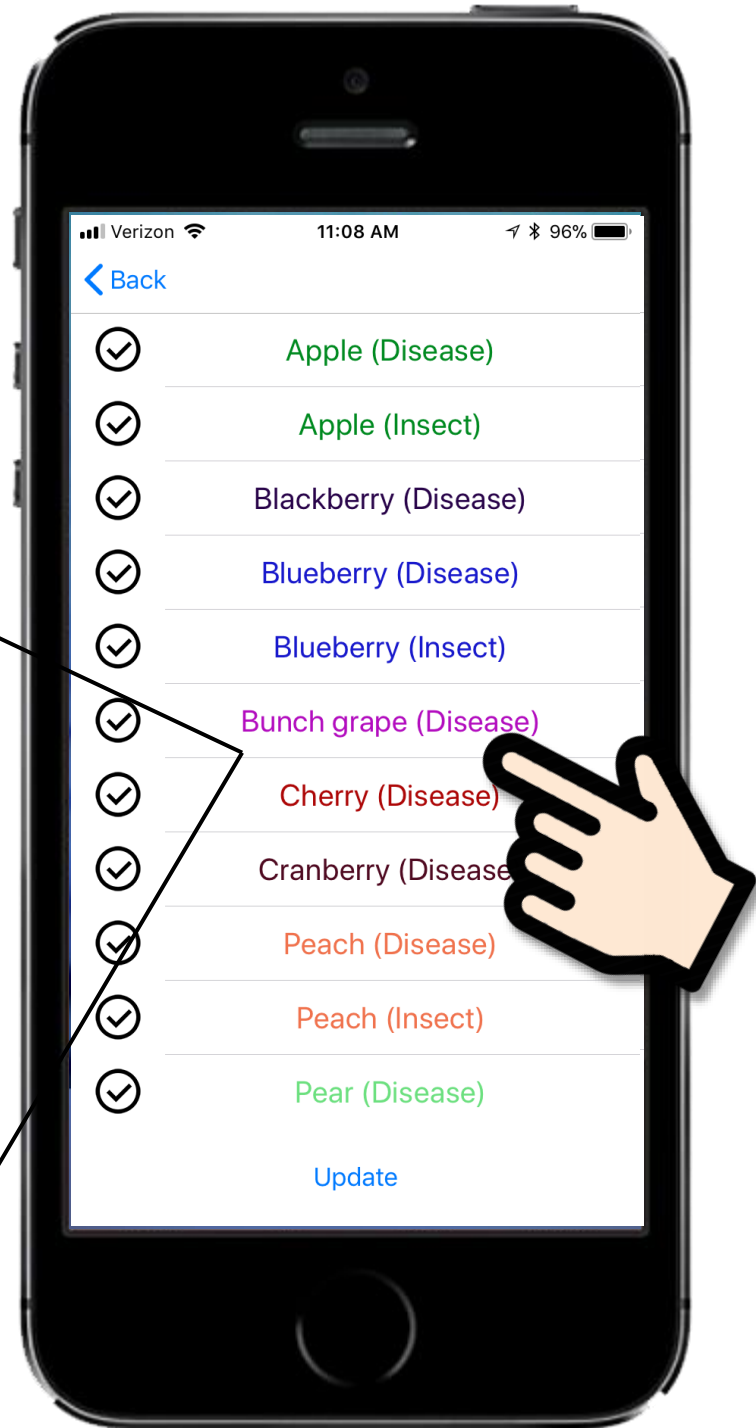 Verizon 11:08 AM 96%
Back
Apple (Disease)
Apple (Insect)
Blackberry (Disease)
Blueberry (Disease)
Blueberry (Insect)
Bunch grape (Disease)
Cherry (Disease)
Cranberry (Disease
Peach (Disease)
Peach (Insect)
Pear (Disease)
Update